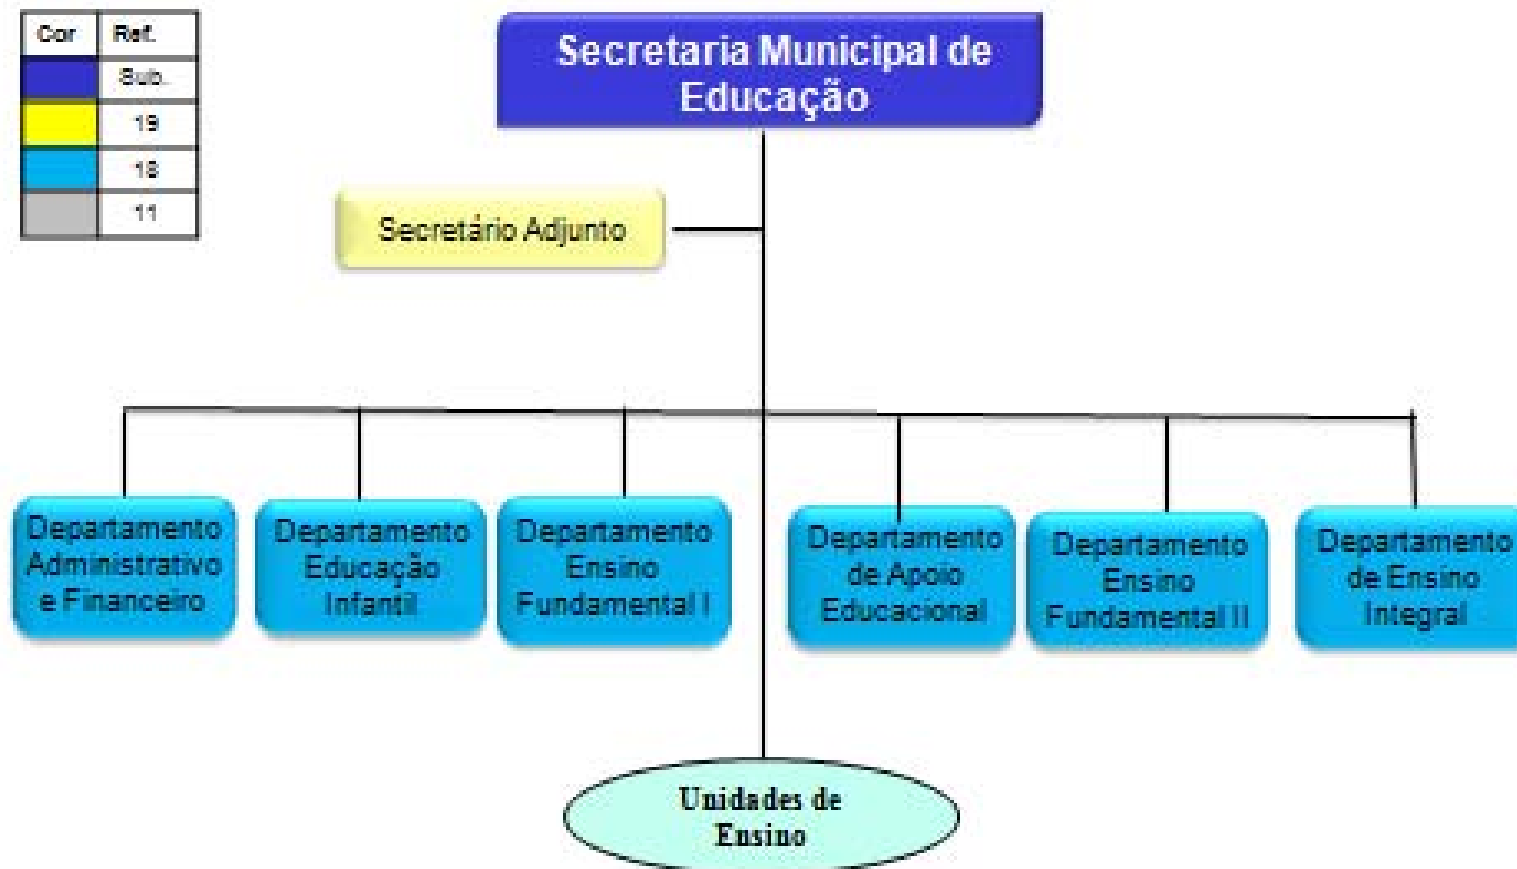 Cor Ref.
Sub.
19
18
11
Secretaria Municipal de
Educação
Secretário Adjunto
Departamento
Administrativo
e Financeiro
Departamento
Educação
Infantil
Departamento
Ensino
Fundamental I
Departamento
de Apoio
Educacional
Departamento
Ensino
Fundamental II
Departamento
de Ensino
Integral
Unidades de
Ensino